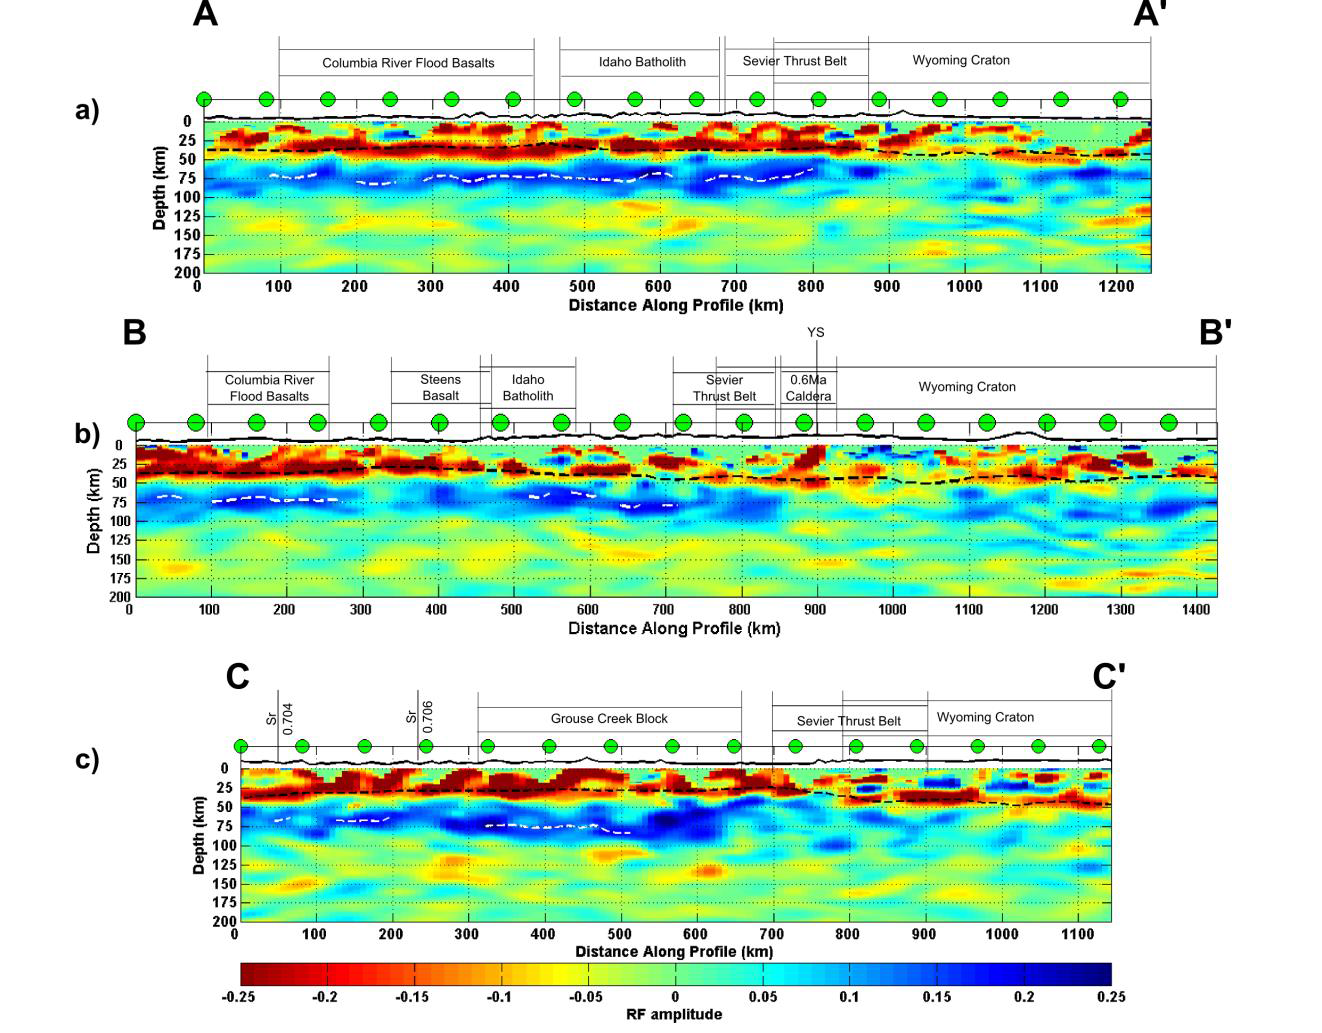 A A'
Columbia River Flood Basalts Idaho Batholith Sevier Thrust Belt Wyoming Craton
a)
0
25
50
75
100
125
150
175
200
Depth (km)
0 100 200 300 400 500 600 700 800 900 1000 1100 1200
Distance Along Profile (km)
B B'
YS
Columbia River
Flood Basalts
Steens
Basalt
Idaho
Batholith
Sevier
Thrust Belt
0.6Ma
Caldera
Wyoming Craton
b)
0
25
50
75
100
125
150
175
200
Depth (km)
0 100 200 300 400 500 600 700 800 900 1000 1100 1200 1300 1400
Distance Along Profile (km)
C C'
Sr
0.704
Sr
0.706
Grouse Creek Block Sevier Thrust Belt Wyoming Craton
c)
0
25
50
75
100
125
150
175
200
Depth (km)
0 100 200 300 400 500 600 700 800 900 1000 1100
Distance Along Profile (km)
-0.25 -0.2 -0.15 -0.1 -0.05 0 0.05 0.1 0.15 0.2 0.25
RF amplitude